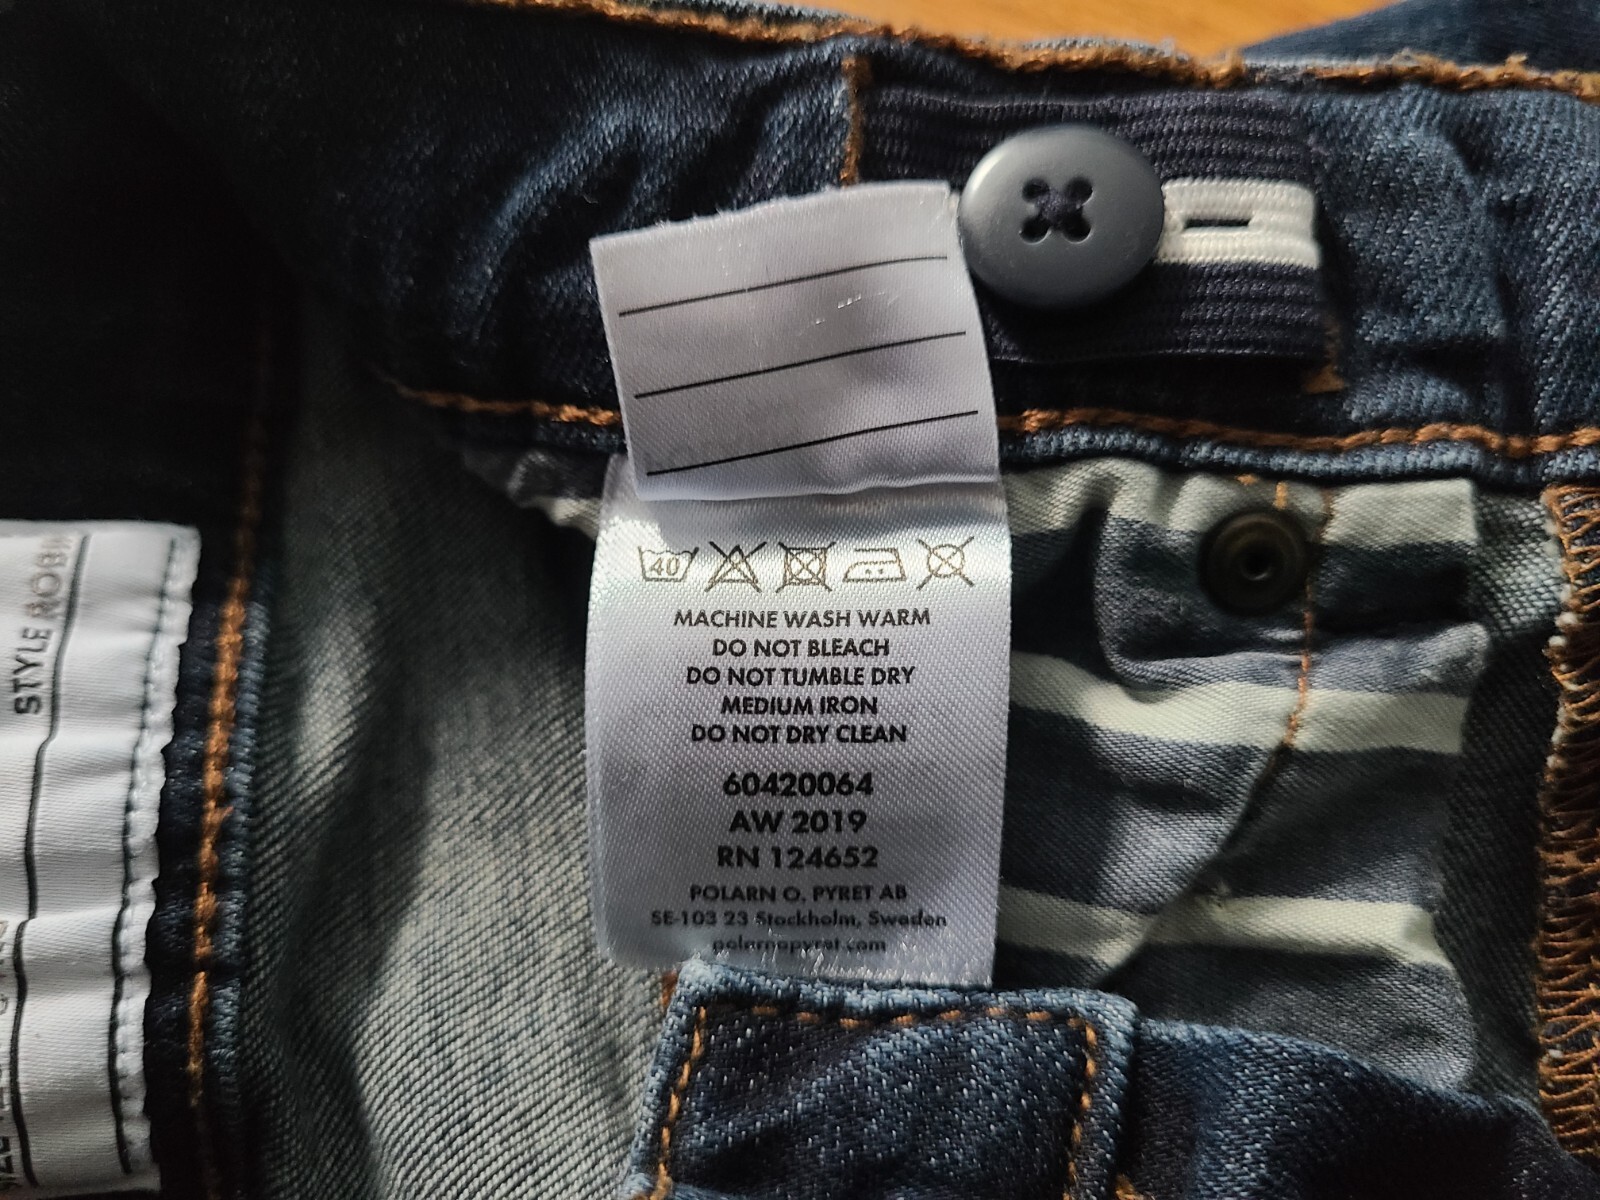 40
MACHINE WASH WARM
DO NOT BLEACH
DO NOT TUMBLE DRY
MEDIUM IRON
DO NOT DRY CLEAN
60420064
AW 2019
RN 124652
POLARN O. PYRET AB
SE-103 23 Stockholm, Sweden
polarnopyret.com
STYLE